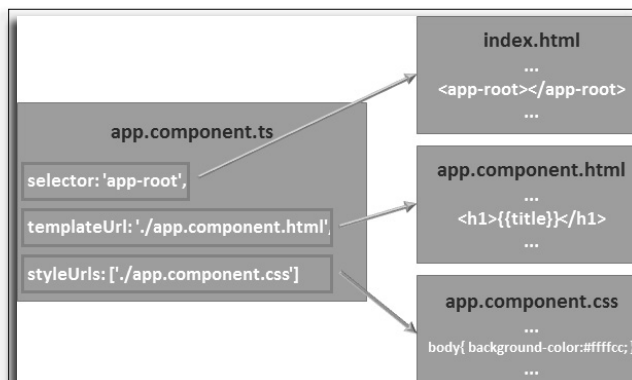 app.component.ts
selector: 'app-root',
templateUrl: './app.component.html',
styleUrls: ['./app.component.css']
index.html
...
<app-root></app-root>
...
app.component.html
...
<h1>{{title}}</h1>
...
app.component.css
...
body{ background-color:#ffffcc; }
...